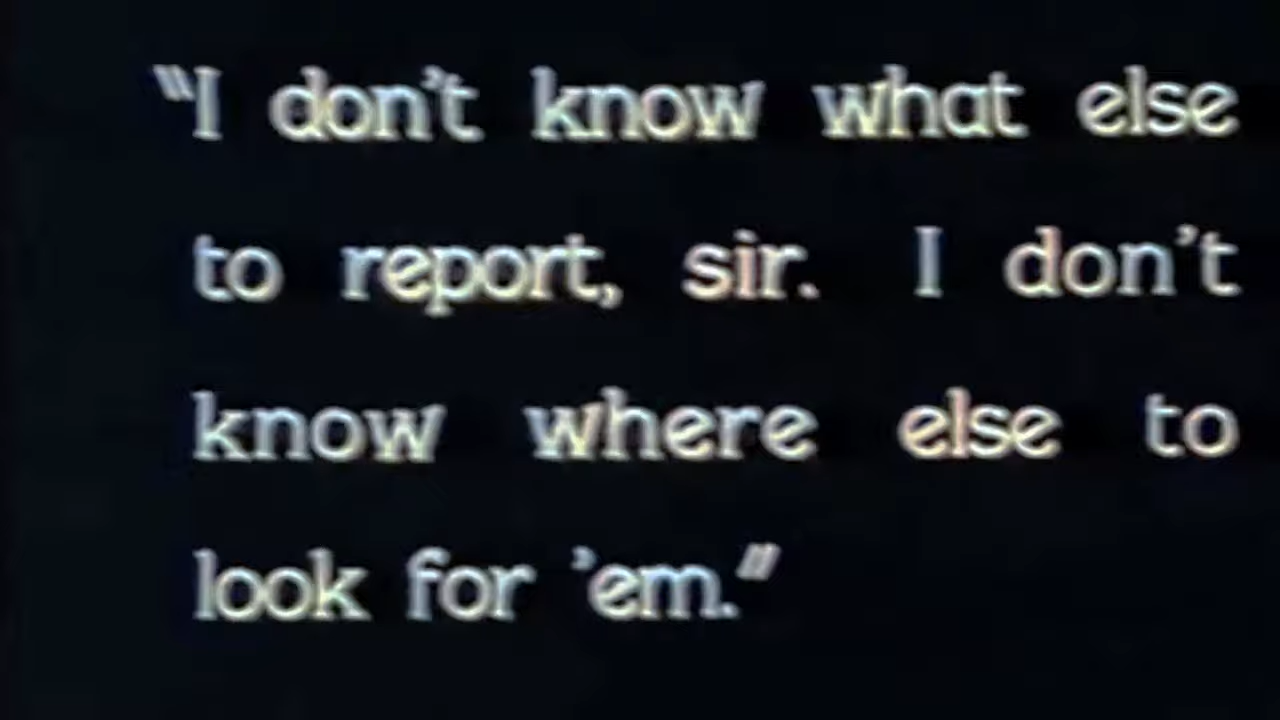 “I don’t know what else
to report, sir. I don’t
know where else to
look for ’em.”